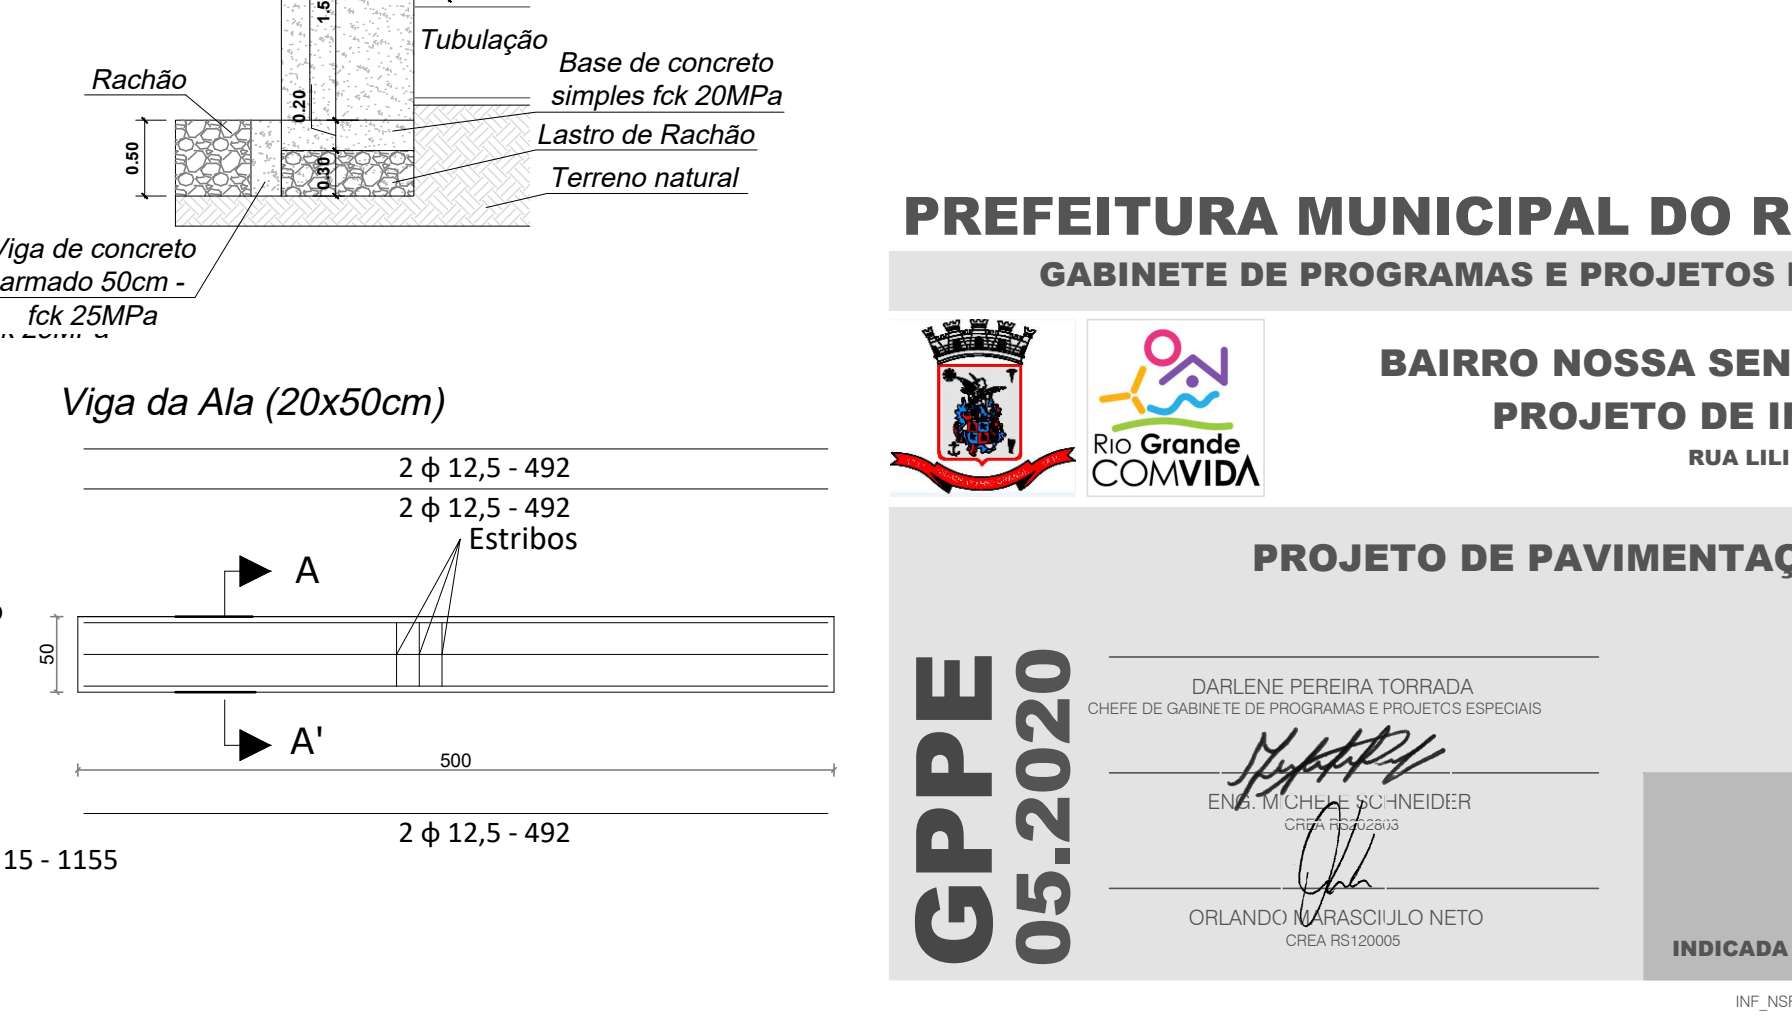 1.5
Tubulação
Rachão
Base de concreto
simples fck 20MPa
0.20
Lastro de Rachão
0.50
0.30
Terreno natural
Viga de concreto
armado 50cm -
fck 25MPa
Viga da Ala (20x50cm)
2 ϕ 12,5 - 492
2 ϕ 12,5 - 492
Estribos
A
50
A'
500
2 ϕ 12,5 - 492
15 - 1155
PREFEITURA MUNICIPAL DO R
GABINETE DE PROGRAMAS E PROJETOS
Rio Grande
COMVIDA
BAIRRO NOSSA SEN
PROJETO DE
RUA LILI
PROJETO DE PAVIMENTAÇ
GPPE
05.2020
DARLENE PEREIRA TORRADA
CHEFE DE GABINETE DE PROGRAMAS E PROJETOS ESPECIAIS
ENG. MICHELE SCHNEIDER
CREA RS202803
ORLANDO MARASCIULO NETO
CREA RS120005
INDICADA
INF_NS